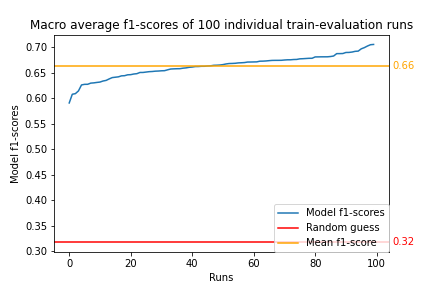 Macro average f1-scores of 100 individual train-evaluation runs
0.70
0.65
0.60
0.55
0.50
0.45
0.40
0.35
0.30
Model f1-scores
0.66
0.32
Model f1-scores
Random guess
Mean f1-score
0 20 40 60 80 100
Runs